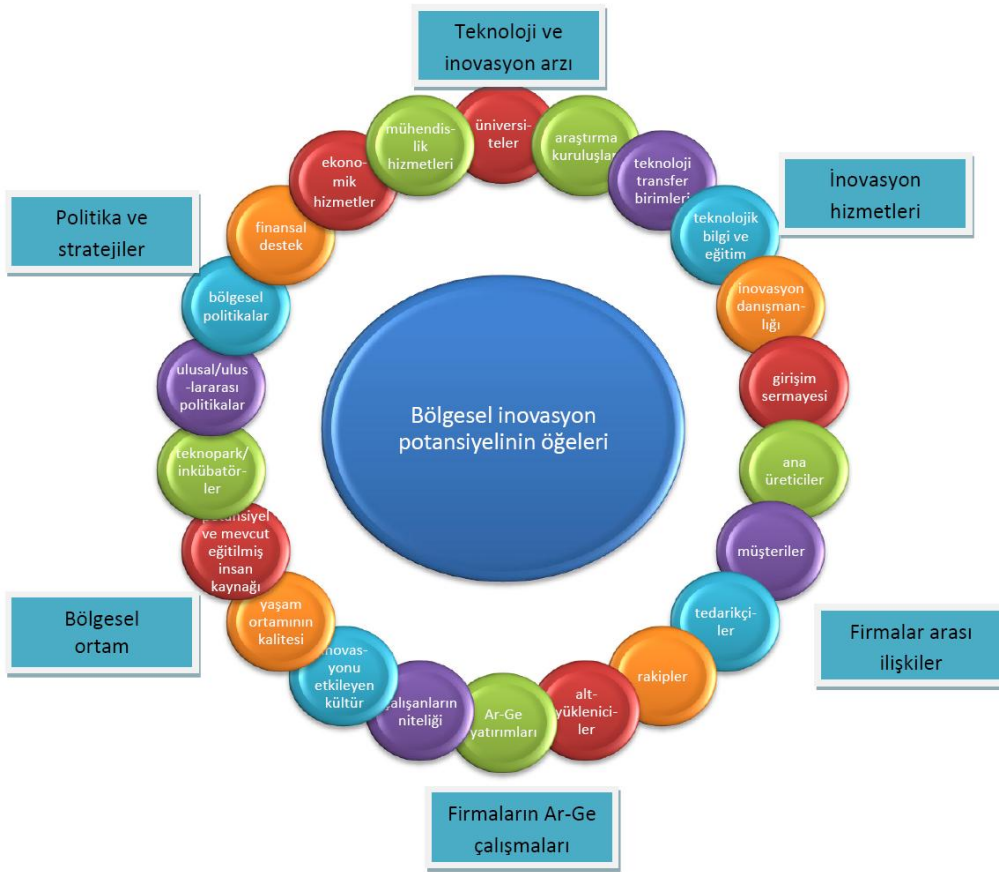 Teknoloji ve
inovasyon arzı
İnovasyon
hizmetleri
Firmalar arası
ilişkiler
Firmaların Ar-Ge
çalışmaları
Bölgesel
ortam
Politika ve
stratejiler
Bölgesel inovasyon
potansiyelinin öğeleri
üniversi-
teler
araştırma
kuruluşlar
teknoloji
transfer
birimleri
teknolojik
bilgi ve
eğitim
inovasyon
danışman-
lığı
girişim
sermayesi
ana
üreticiler
müşteriler
tedarikçi-
ler
rakipler
alt-
yüklenici-
ler
Ar-Ge
yatırımları
çalışanların
niteliği
inovas-
yonu
etkileyen
kültür
yaşam
ortamının
kalitesi
potansiyel
ve mevcut
eğitilmiş
insan
kaynağı
teknopark/
inkübatör-
ler
ulusal/ulus
-lararası
politikalar
bölgesel
politikalar
finansal
destek
ekono-
mik
hizmetler
mühendis-
lik
hizmetleri